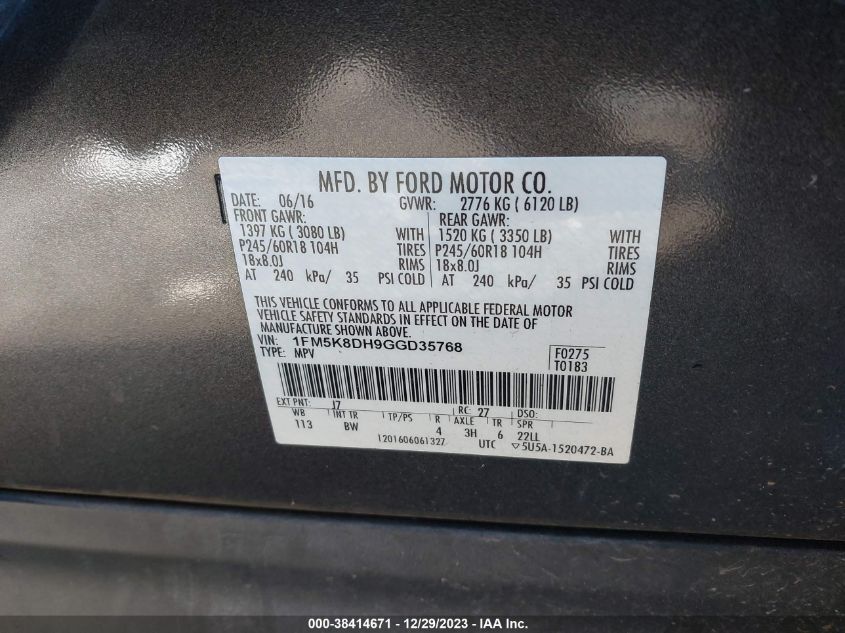 MFD. BY FORD MOTOR CO.
DATE: 06/16 GVWR: 2776 KG ( 6120 LB)
FRONT GAWR: REAR GAWR:
1397 KG ( 3080 LB) WITH 1520 KG ( 3350 LB) WITH
P245/60R18 104H TIRES P245/60R18 104H TIRES
18x8.0J RIMS 18x8.0J RIMS
AT 240 kPa/ 35 PSI COLD AT 240 kPa/ 35 PSI COLD
THIS VEHICLE CONFORMS TO ALL APPLICABLE FEDERAL MOTOR
VEHICLE SAFETY STANDARDS IN EFFECT ON THE DATE OF
MANUFACTURE SHOWN ABOVE.
VIN: 1FM5K8DH9GGD35768 F0275
TYPE: MPV T0183
EXT PNT: J7 RC: 27 DSO:
WB INT TR TP/PS R AXLE TR SPR
113 BW 4 3H 6 22LL
1201606061327 UTC ▽5U5A-1520472-BA
000-38414671 - 12/29/2023 - IAA Inc.